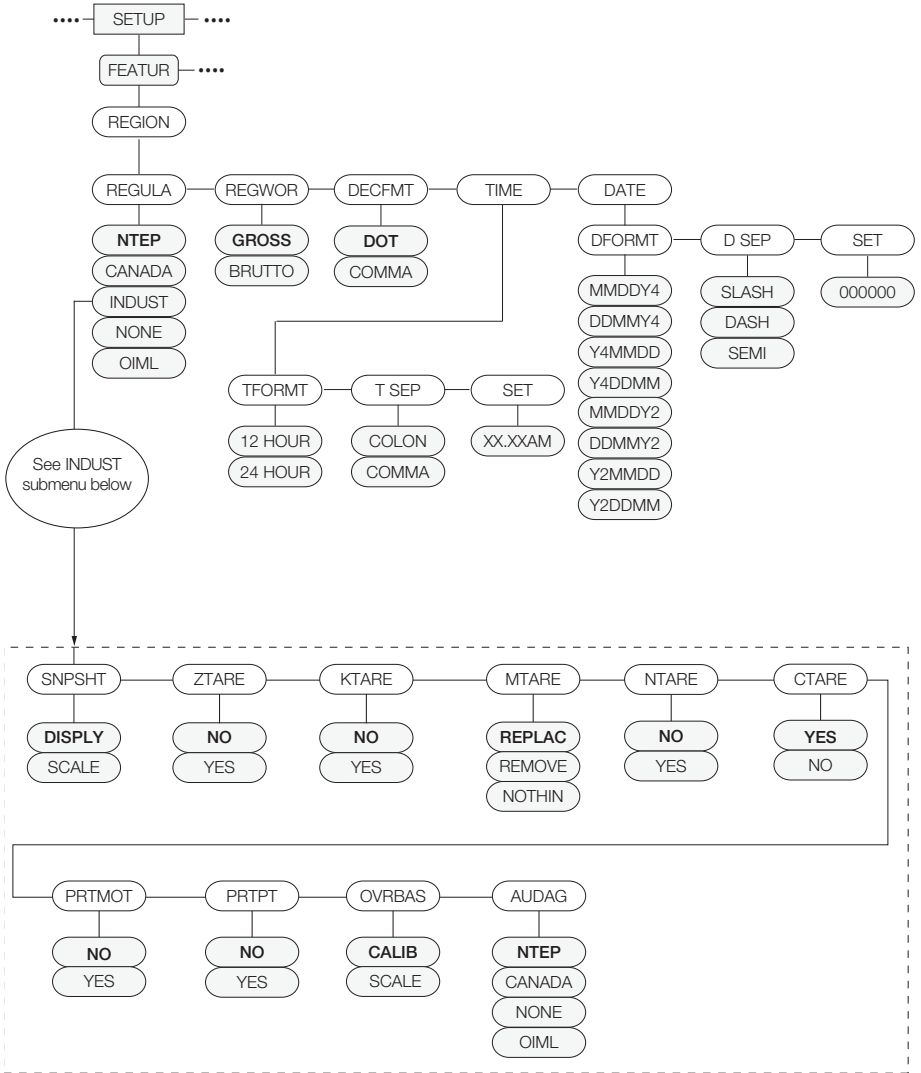 SETUP
FEATUR
REGION
REGULA REGWOR DECFMT TIME DATE
NTEP GROSS DOT DFORMT D SEP SET
CANADA BRUTTO COMMA
INDUST MMDDY4 SLASH 000000
NONE DDMMY4 DASH
OIML Y4MMDD SEMI
TFORMT T SEP SET Y4DDMM
MMDDY2
12 HOUR COLON XX.XXAM DDMMY2
24 HOUR COMMA Y2MMDD
Y2DDMM
See INDUST
submenu below
SNPSHT ZTARE KTARE MTARE NTARE CTARE
DISPLY NO NO REPLAC NO YES
SCALE YES YES REMOVE YES NO
NOTHIN
PRTMOT PRTPT OVRBAS AUDAG
NO NO CALIB NTEP
YES YES SCALE CANADA
NONE
OIML